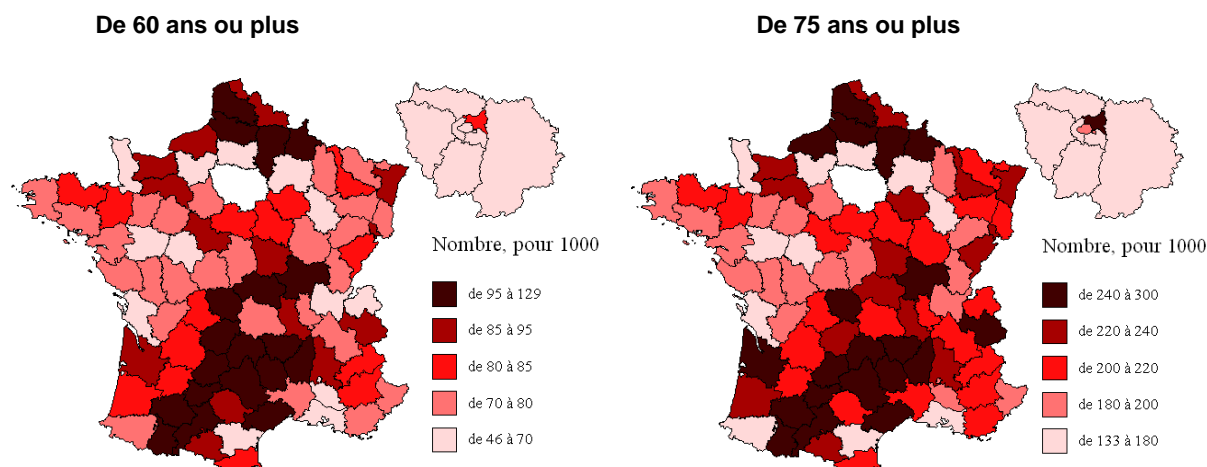 De 60 ans ou plus
De 75 ans ou plus
Nombre, pour 1000
de 95 à 129
de 85 à 95
de 80 à 85
de 70 à 80
de 46 à 70
Nombre, pour 1000
de 240 à 300
de 220 à 240
de 200 à 220
de 180 à 200
de 133 à 180